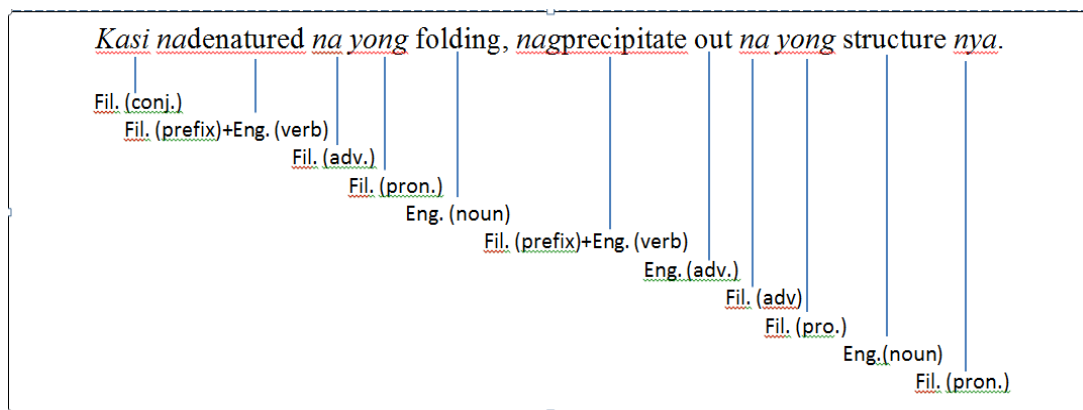 Kasi nadenatured na yong folding, nagprecipitate out na yong structure nya.
Fil. (conj.)
Fil. (prefix)+Eng. (verb)
Fil. (adv.)
Fil. (pron.)
Eng. (noun)
Fil. (prefix)+Eng. (verb)
Eng. (adv.)
Fil. (adv)
Fil. (pro.)
Eng.(noun)
Fil. (pron.)